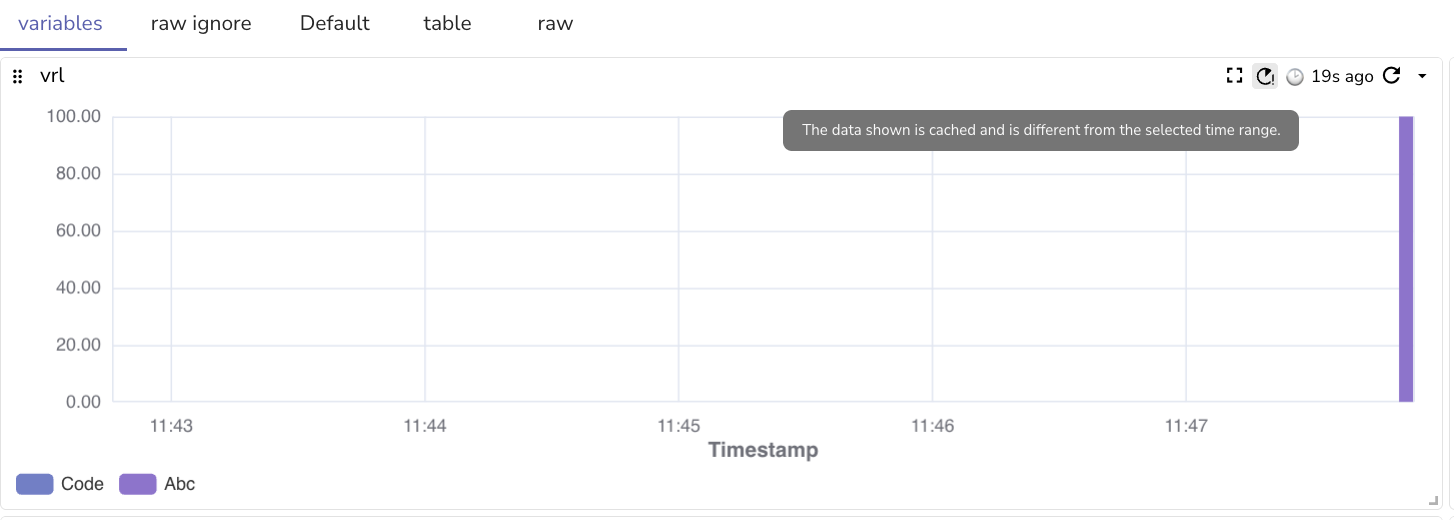 variables raw ignore Default table raw
vrl 19s ago
The data shown is cached and is different from the selected time range.
100.00
80.00
60.00
40.00
20.00
0.00
11:43 11:44 11:45 11:46 11:47
Timestamp
Code Abc